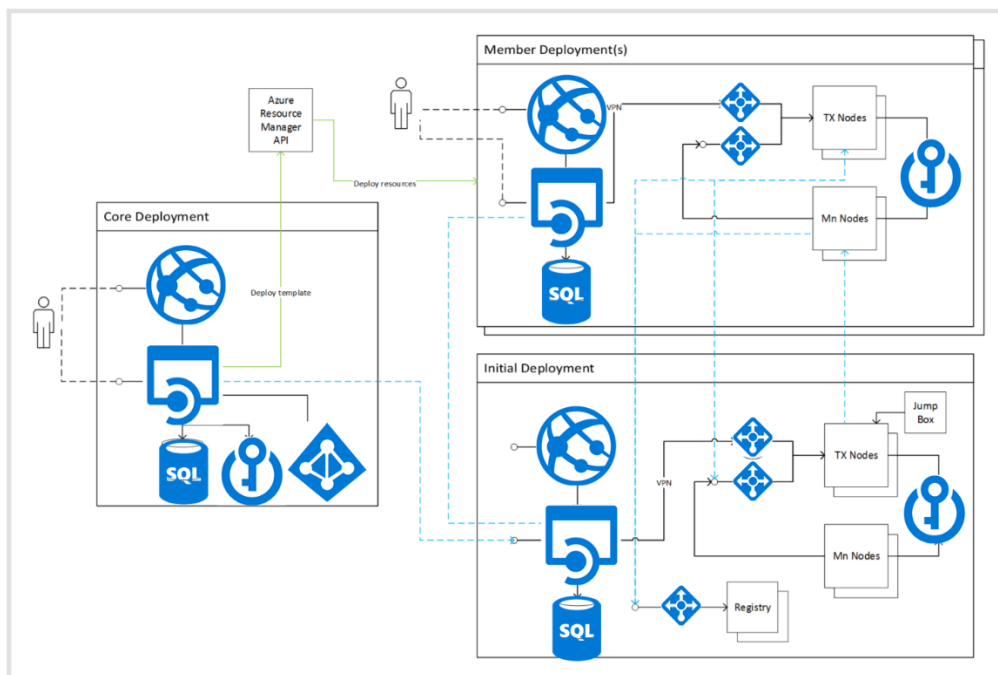 Member Deployment(s)
Azure
Resource
Manager
API
VPN
TX Nodes
Deploy resources
Mn Nodes
Core Deployment
Deploy template
SQL
SQL
Initial Deployment
Jump
Box
TX Nodes
VPN
Mn Nodes
Registry
SQL